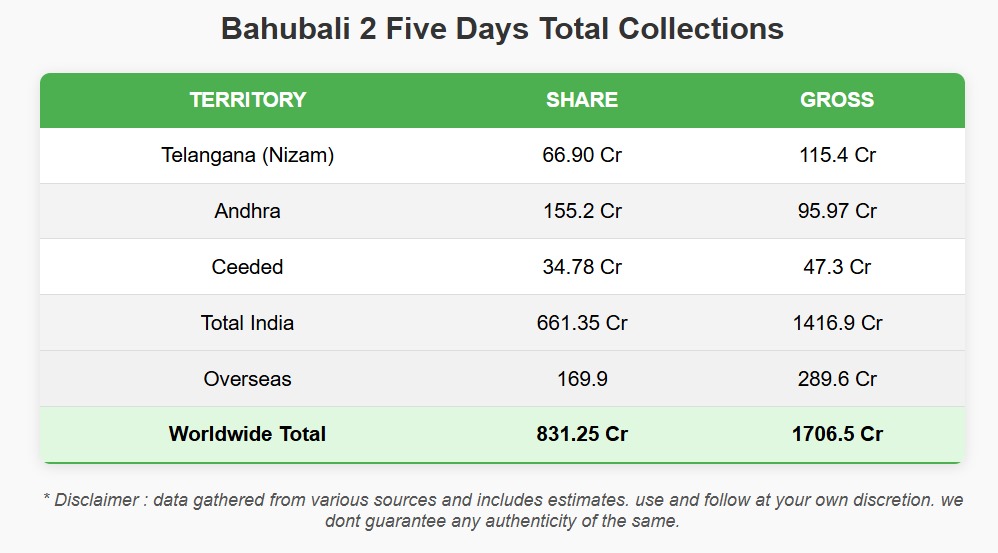 Bahubali 2 Five Days Total Collections
TERRITORY SHARE GROSS
Telangana (Nizam) 66.90 Cr 115.4 Cr
Andhra 155.2 Cr 95.97 Cr
Ceeded 34.78 Cr 47.3 Cr
Total India 661.35 Cr 1416.9 Cr
Overseas 169.9 289.6 Cr
Worldwide Total 831.25 Cr 1706.5 Cr
* Disclaimer : data gathered from various sources and includes estimates. use and follow at your own discretion. we
dont guarantee any authenticity of the same.